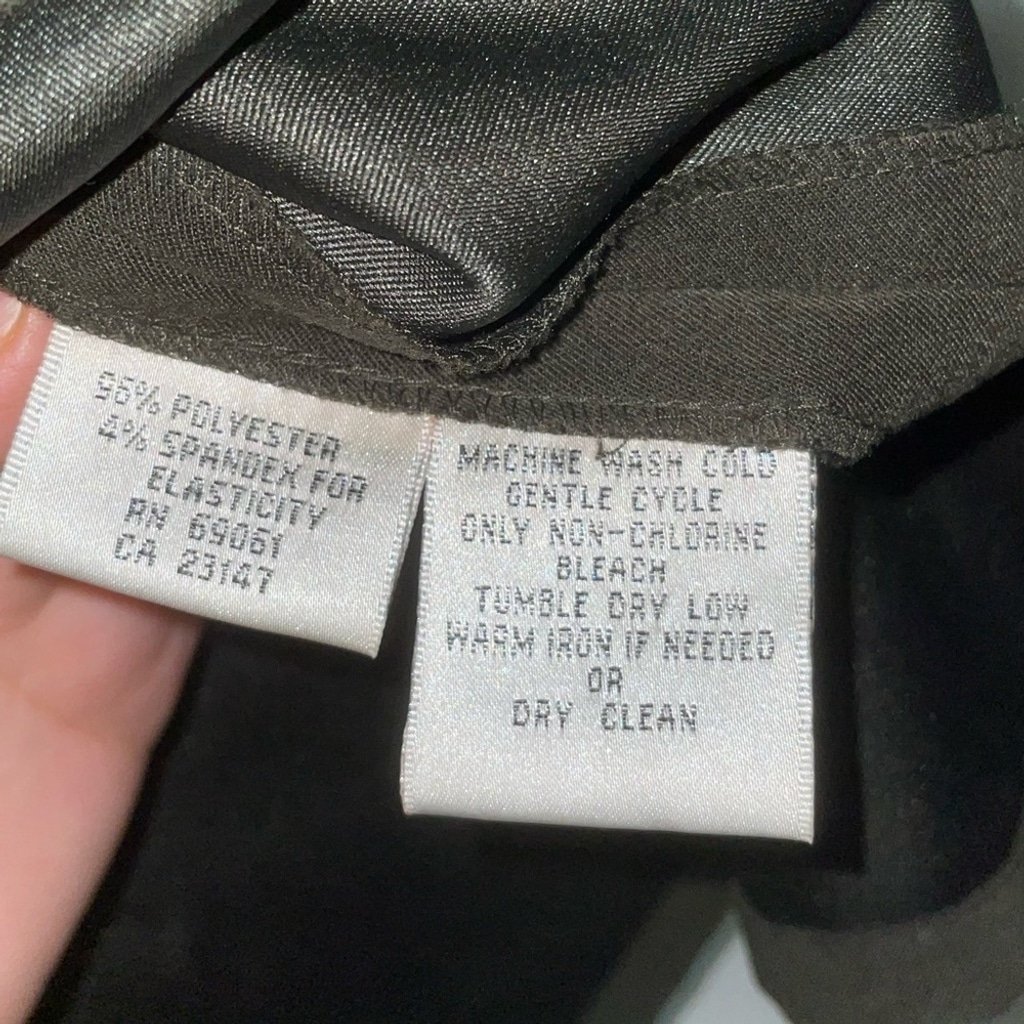 96% POLYESTER
4% SPANDEX FOR
ELASTICITY
RN 69061
CA 23147
MACHINE WASH COLD
GENTLE CYCLE
ONLY NON-CHLORINE
BLEACH
TUMBLE DRY LOW
WARM IRON IF NEEDED
OR
DRY CLEAN